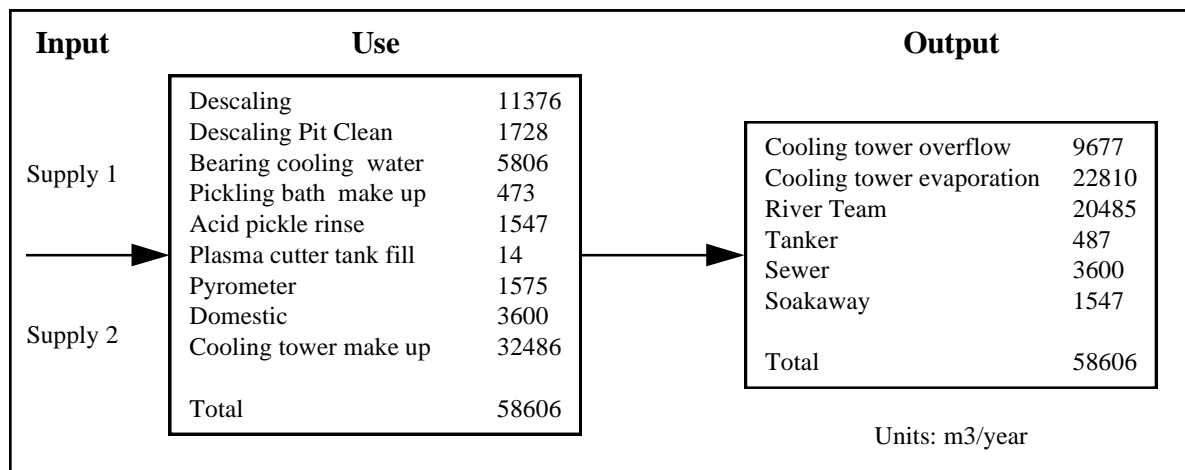 Input Use Output
Supply 1
Supply 2
Descaling 11376
Descaling Pit Clean 1728
Bearing cooling water 5806
Pickling bath make up 473
Acid pickle rinse 1547
Plasma cutter tank fill 14
Pyrometer 1575
Domestic 3600
Cooling tower make up 32486
Total 58606
Cooling tower overflow 9677
Cooling tower evaporation 22810
River Team 20485
Tanker 487
Sewer 3600
Soakaway 1547
Total 58606
Units: m3/year